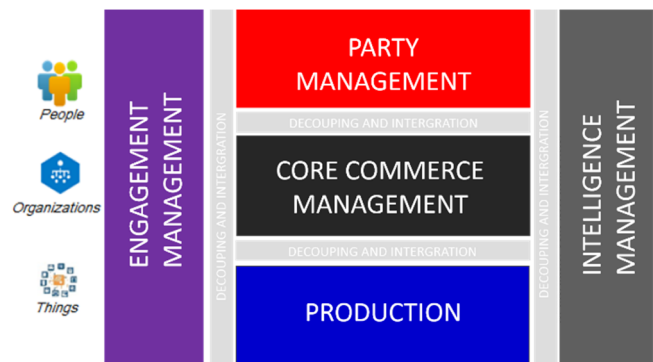 People
Organizations
Things
ENGAGEMENT
MANAGEMENT
DECOUPING AND INTERGRATION
PARTY
MANAGEMENT
DECOUPING AND INTERGRATION
CORE COMMERCE
MANAGEMENT
DECOUPING AND INTERGRATION
PRODUCTION
DECOUPING AND INTERGRATION
INTELLIGENCE
MANAGEMENT